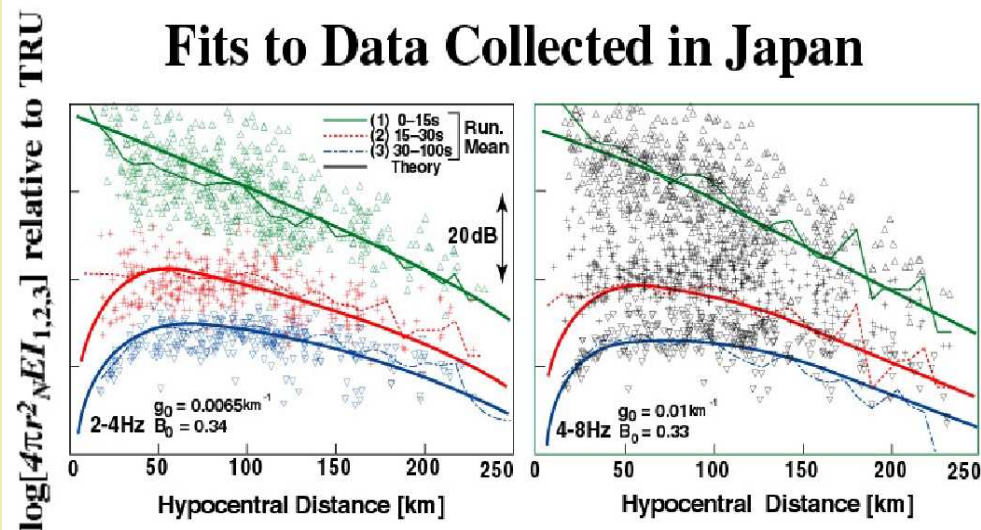 Fits to Data Collected in Japan
log[4πr²NEI1,2,3] relative to TRU
(1) 0–15s
(2) 15–30s
(3) 30–100s
Run.
Mean
Theory
20dB
g0 = 0.0065km-1
2-4Hz B0 = 0.34
0 50 100 150 200 250
Hypocentral Distance [km]
g0 = 0.01km-1
4-8Hz B0 = 0.33
0 50 100 150 200 250
Hypocentral Distance [km]